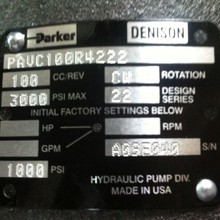 Parker DENISON
PAVC100R4222
100 CC/REV CW ROTATION
3000 PSI MAX 22 DESIGN SERIES
INITIAL FACTORY SETTINGS BELOW
HP RPM
GPM A09E040 S/N
1000 PSI
HYDRAULIC PUMP DIV.
MADE IN USA